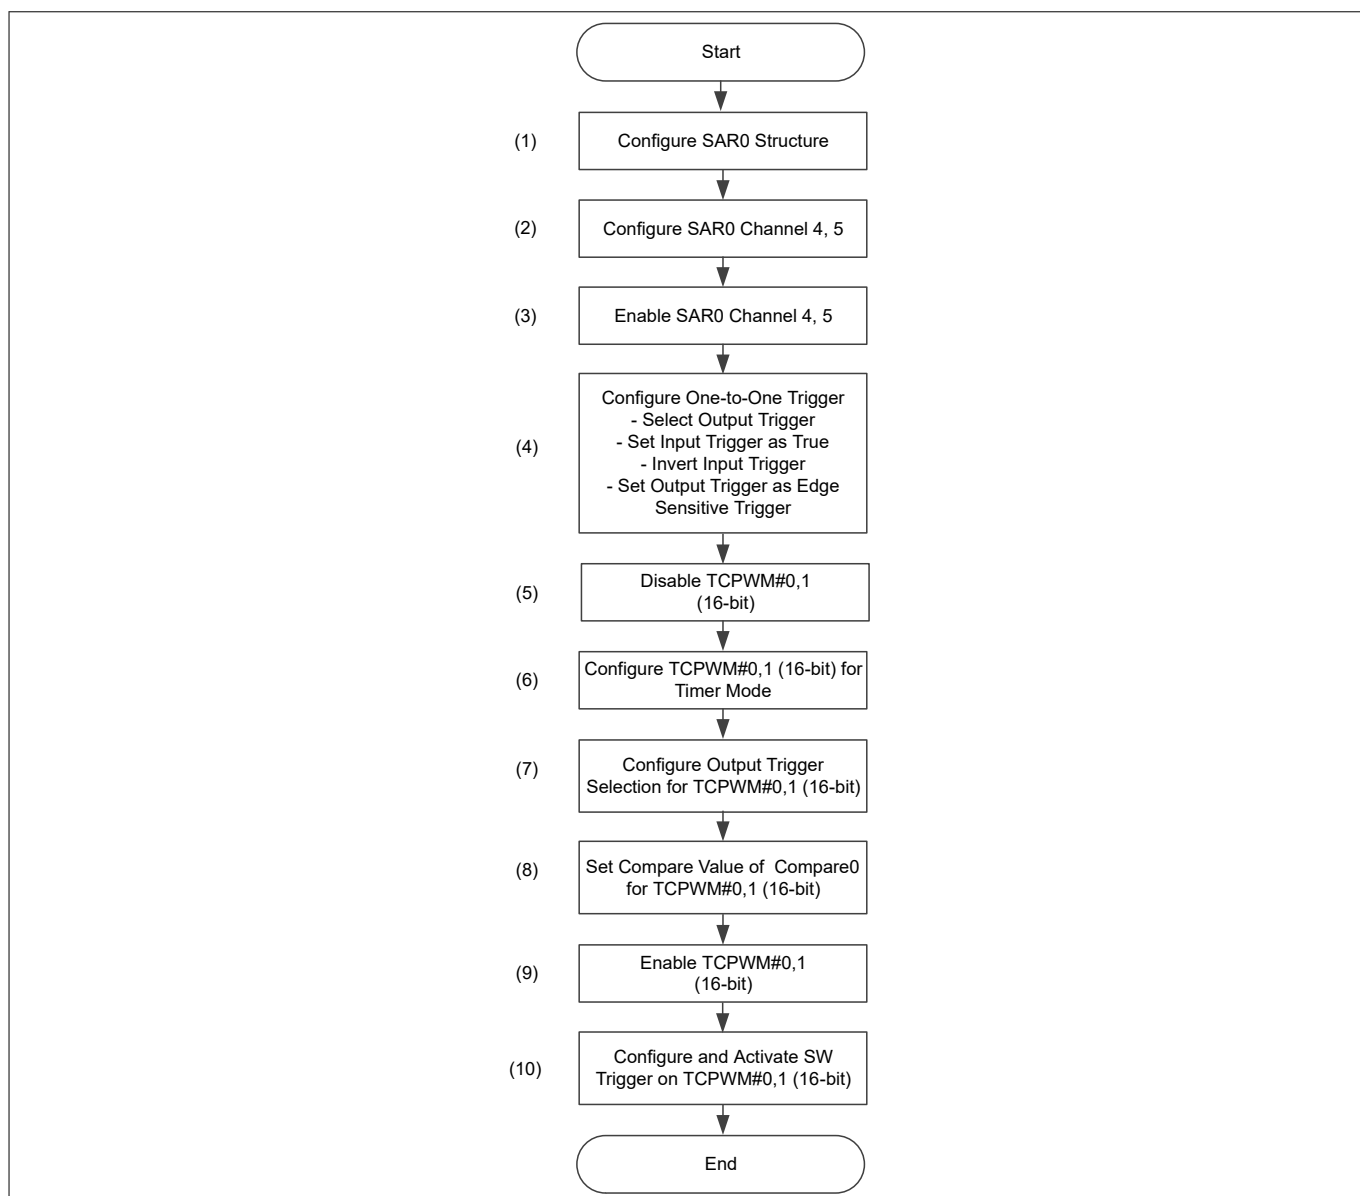 Start
(1)
Configure SAR0 Structure
(2)
Configure SAR0 Channel 4, 5
(3)
Enable SAR0 Channel 4, 5
(4)
Configure One-to-One Trigger
- Select Output Trigger
- Set Input Trigger as True
- Invert Input Trigger
- Set Output Trigger as Edge
Sensitive Trigger
(5)
Disable TCPWM#0,1
(16-bit)
(6)
Configure TCPWM#0,1 (16-bit) for
Timer Mode
(7)
Configure Output Trigger
Selection for TCPWM#0,1 (16-bit)
(8)
Set Compare Value of Compare0
for TCPWM#0,1 (16-bit)
(9)
Enable TCPWM#0,1
(16-bit)
(10)
Configure and Activate SW
Trigger on TCPWM#0,1 (16-bit)
End